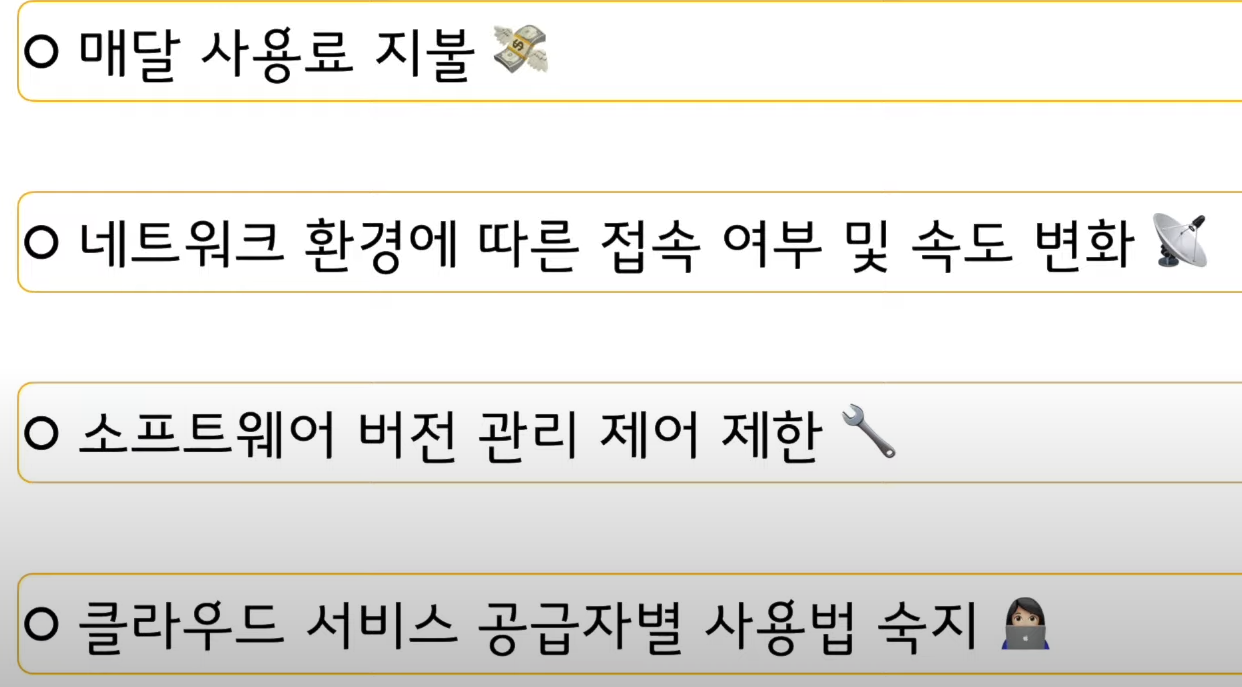 ○ 매달 사용료 지불 💸
○ 네트워크 환경에 따른 접속 여부 및 속도 변화 📡
○ 소프트웨어 버전 관리 제어 제한 🔧
○ 클라우드 서비스 공급자별 사용법 숙지 👩🏻‍💻